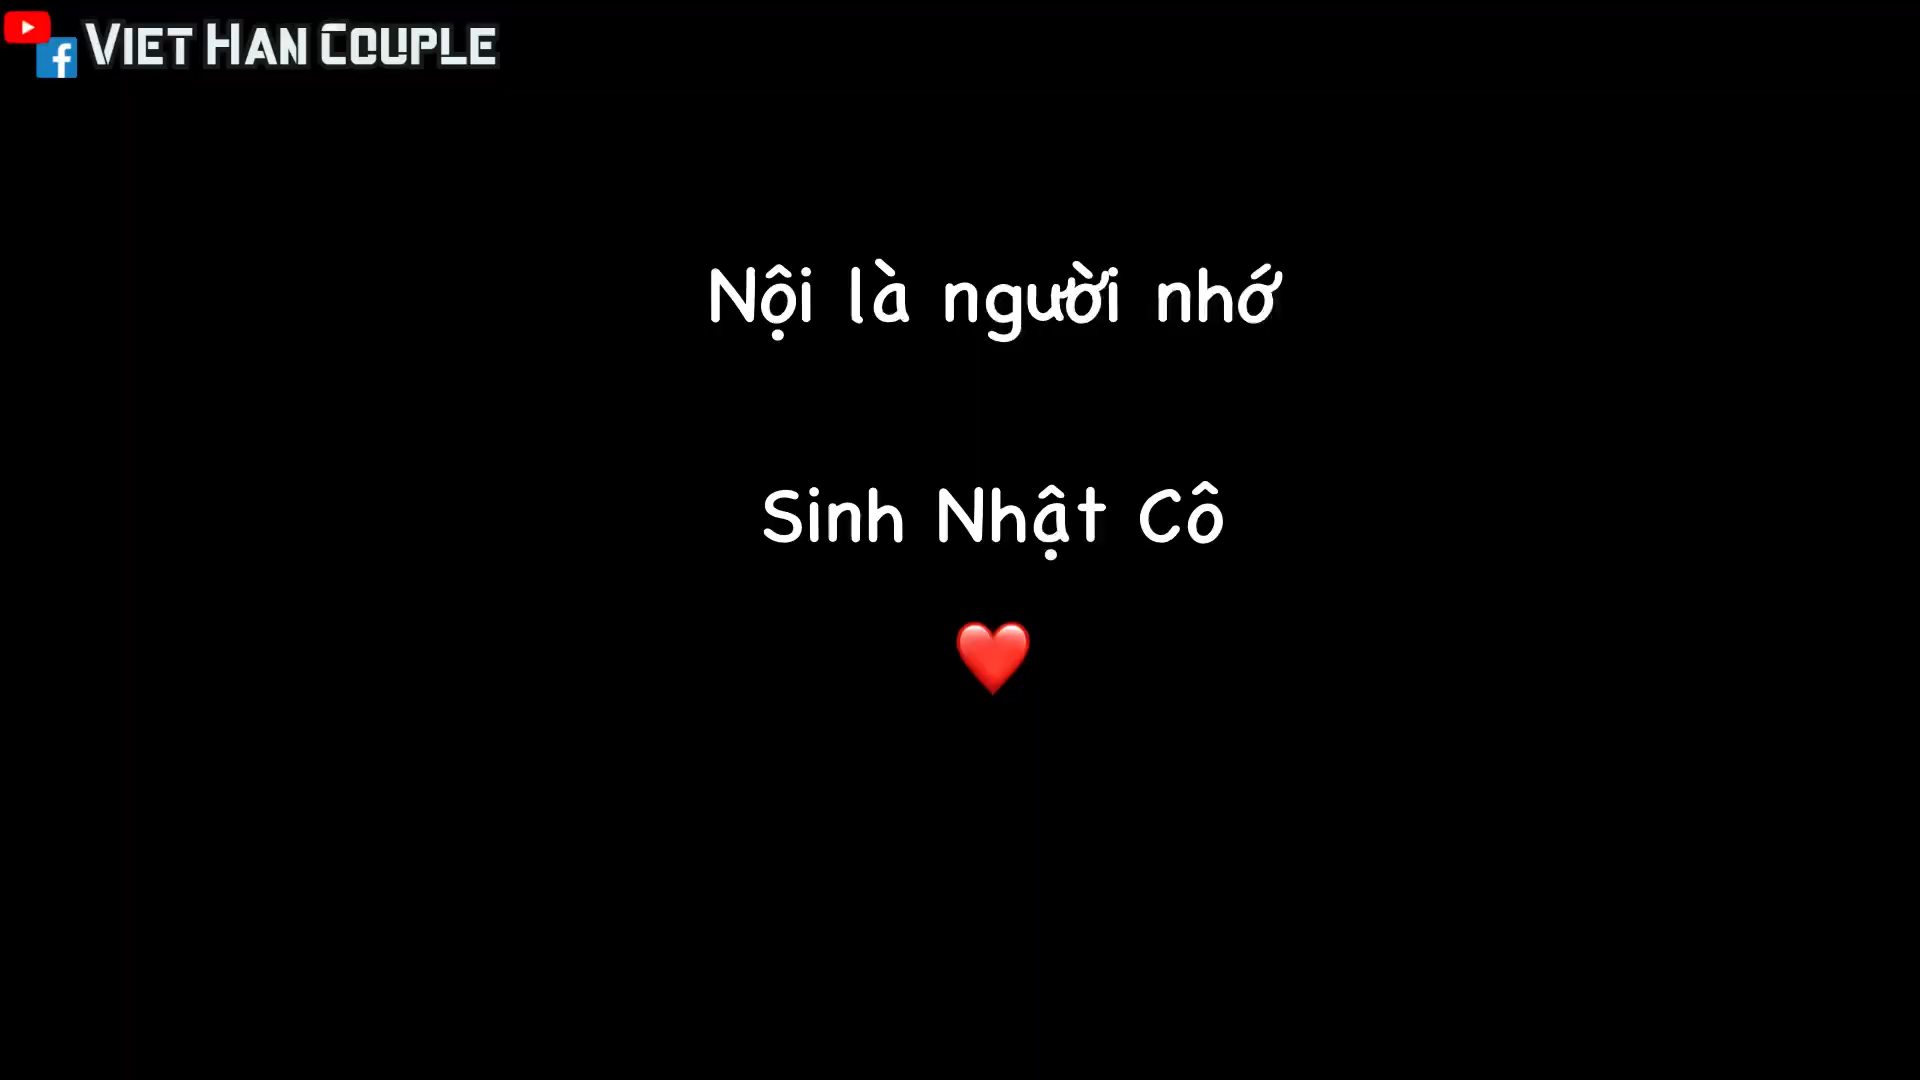 VIET HAN COUPLE
Nội là người nhớ
Sinh Nhật Cô
❤️